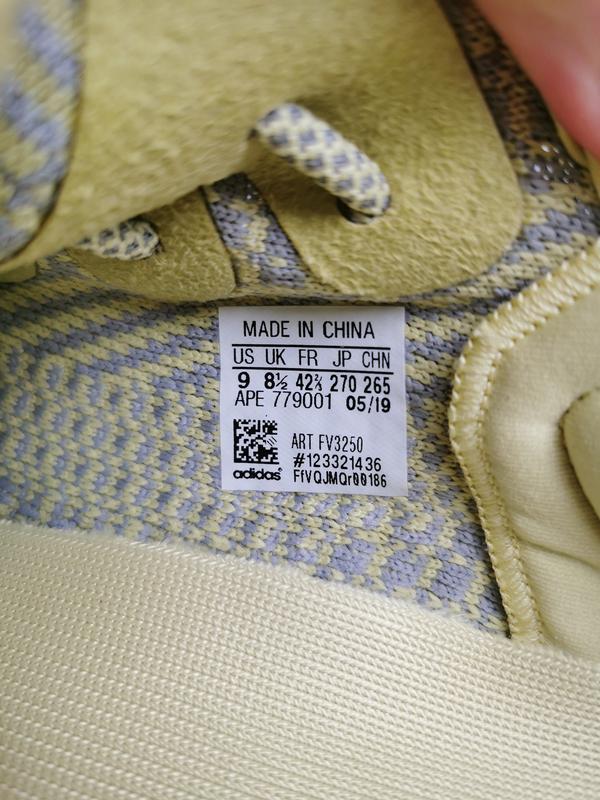 MADE IN CHINA
US UK FR JP CHN
9 8½ 42⅔ 270 265
APE 779001 05/19
ART FV3250
#123321436
adidas
FfVQJMQr00186